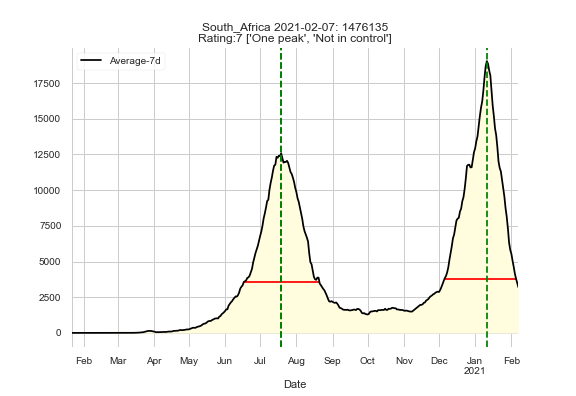 South_Africa 2021-02-07: 1476135
Rating:7 ['One peak', 'Not in control']
Average-7d
17500
15000
12500
10000
7500
5000
2500
0
Feb Mar Apr May Jun Jul Aug Sep Oct Nov Dec Jan Feb
2021
Date